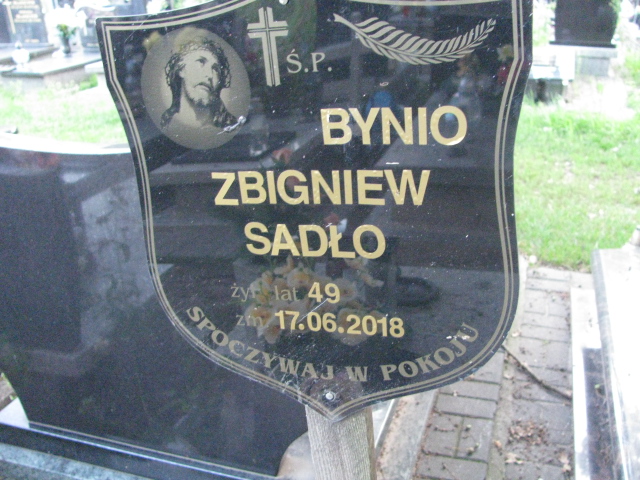 Ś.P.
BYNIO
ZBIGNIEW
SADŁO
żył lat 49
zm 17.06.2018
SPOCZYWAJ W POKOJU